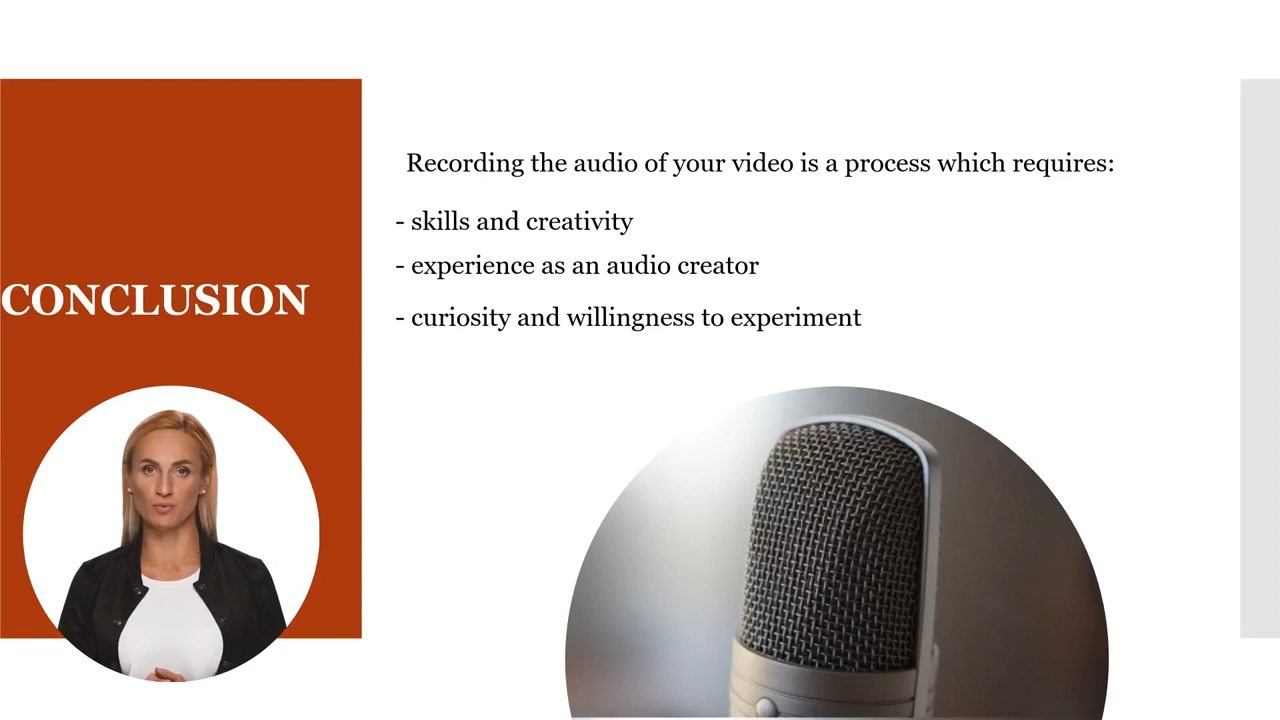 CONCLUSION
Recording the audio of your video is a process which requires:
- skills and creativity
- experience as an audio creator
- curiosity and willingness to experiment